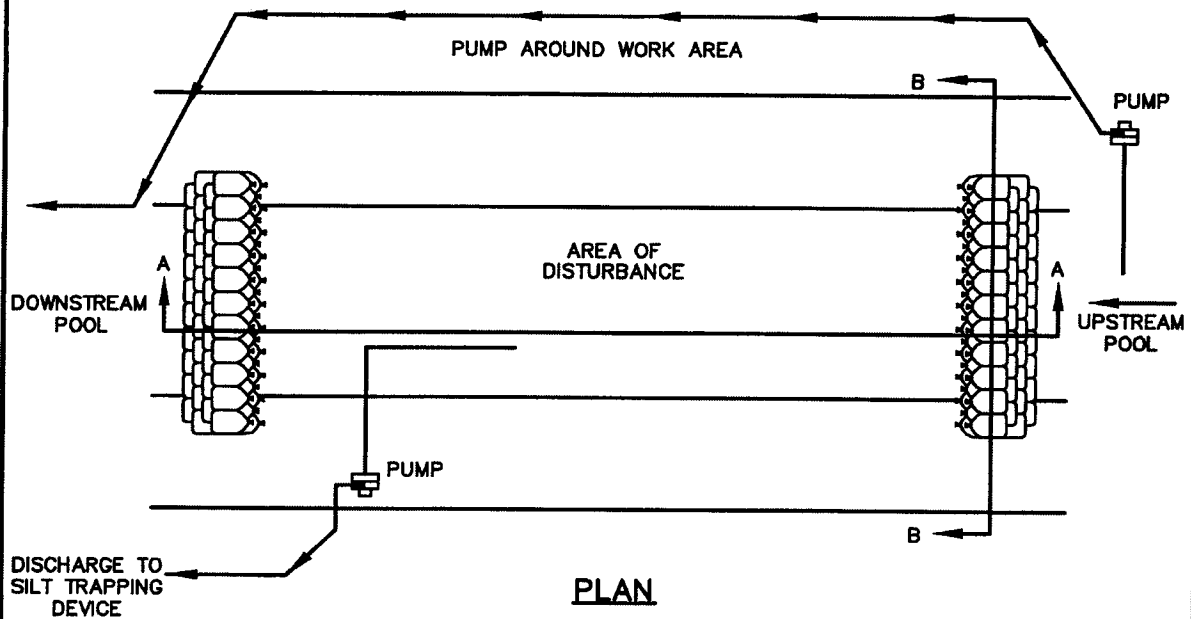 PUMP AROUND WORK AREA
B
PUMP
AREA OF
DISTURBANCE
A
A
DOWNSTREAM
POOL
UPSTREAM
POOL
PUMP
B
DISCHARGE TO
SILT TRAPPING
DEVICE
PLAN